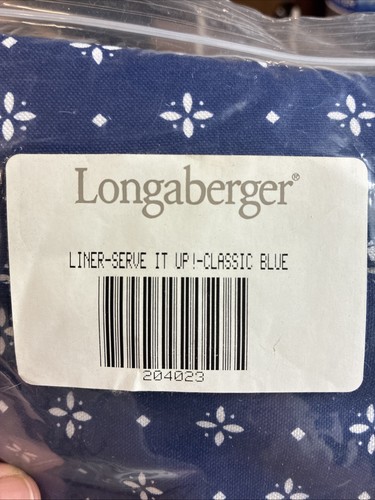 Longaberger®
LINER-SERVE IT UP!-CLASSIC BLUE
204023